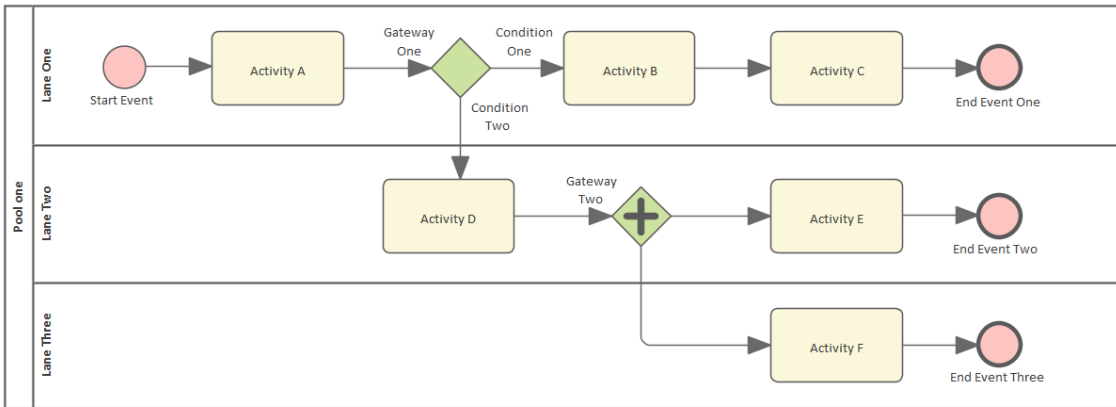 Pool one
Lane One
Start Event
Activity A
Gateway
One
Condition
One
Activity B
Activity C
End Event One
Condition
Two
Lane Two
Activity D
Gateway
Two
Activity E
End Event Two
Lane Three
Activity F
End Event Three